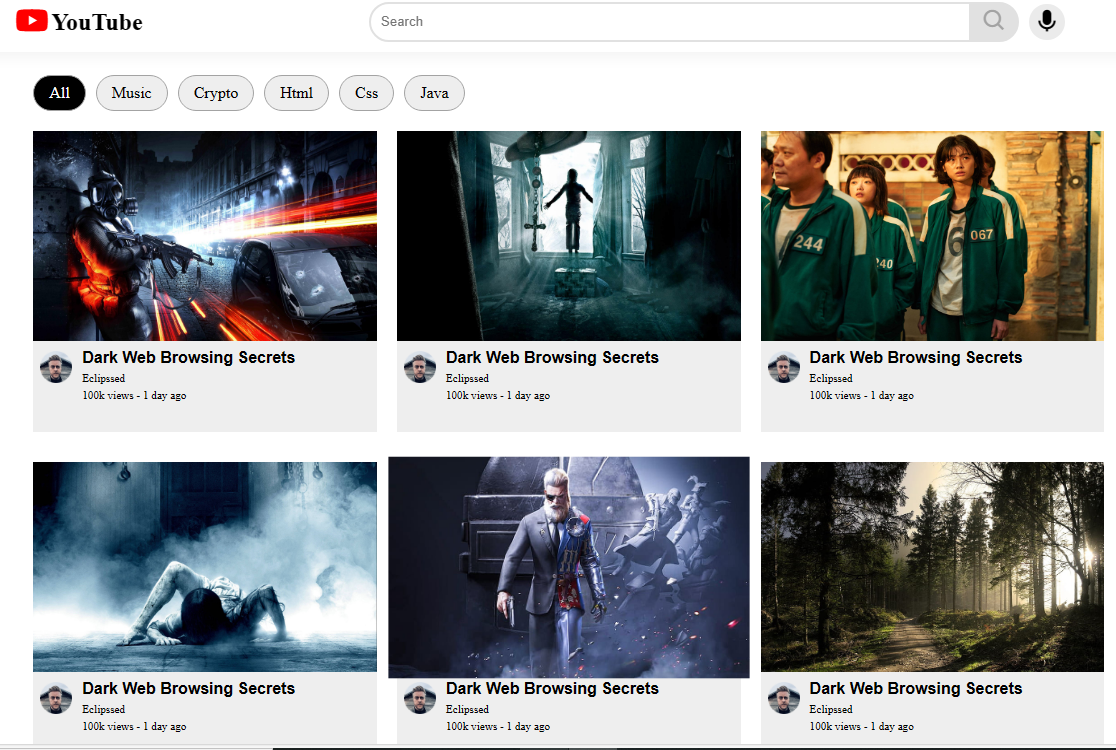 YouTube
Search
All Music Crypto Html Css Java
244
240
6
067
Dark Web Browsing Secrets
Eclipssed
100k views - 1 day ago
Dark Web Browsing Secrets
Eclipssed
100k views - 1 day ago
Dark Web Browsing Secrets
Eclipssed
100k views - 1 day ago
Dark Web Browsing Secrets
Eclipssed
100k views - 1 day ago
Dark Web Browsing Secrets
Eclipssed
100k views - 1 day ago
Dark Web Browsing Secrets
Eclipssed
100k views - 1 day ago